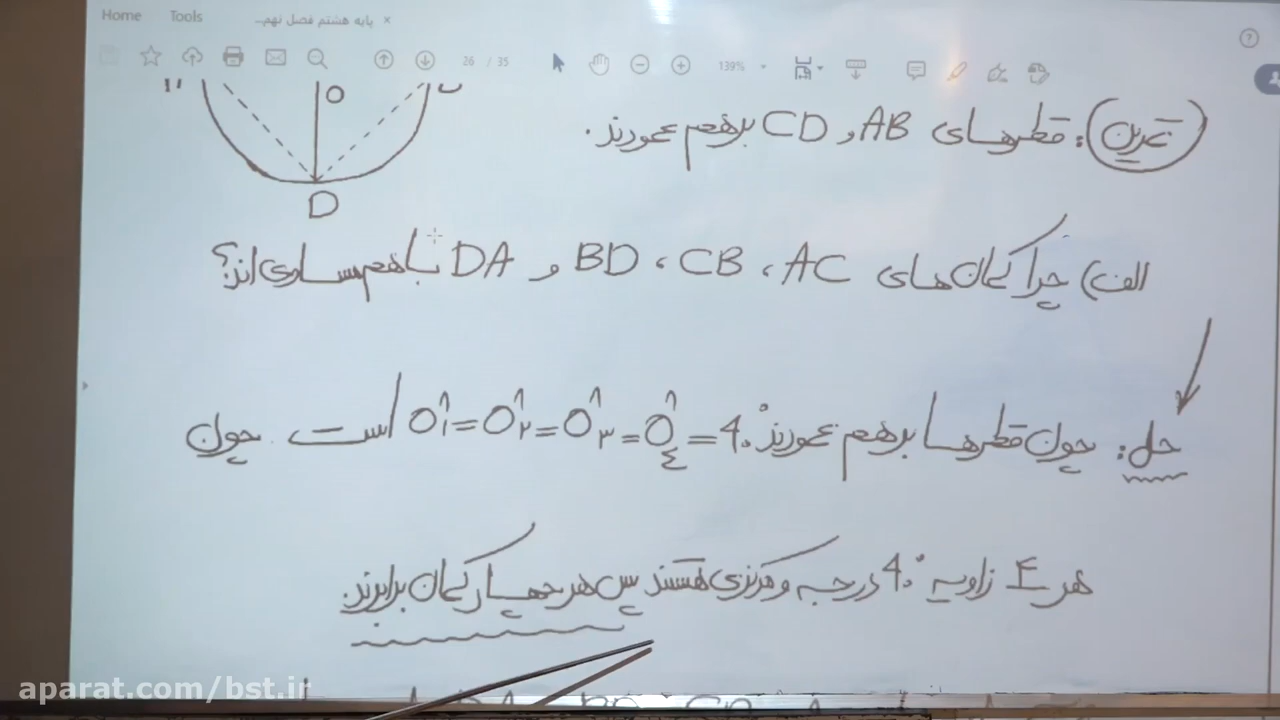 Home Tools پایه هشتم فصل نهم... ×
26 / 35 139%
O
D
تمرین: قطرهای AB و CD برهم عمودند.
الف) چرا کمان های AC ، CB ، BD و DA باهم مساوی اند؟
حل: چون قطرها برهم عمودند ۹۰° = Ô۴ = Ô۳ = Ô۲ = Ô۱ است چون
هر ۴ زاویه ۹۰° درجه و مرکزی هستند پس هر چهار کمان برابرند.
aparat.com/bst.ir